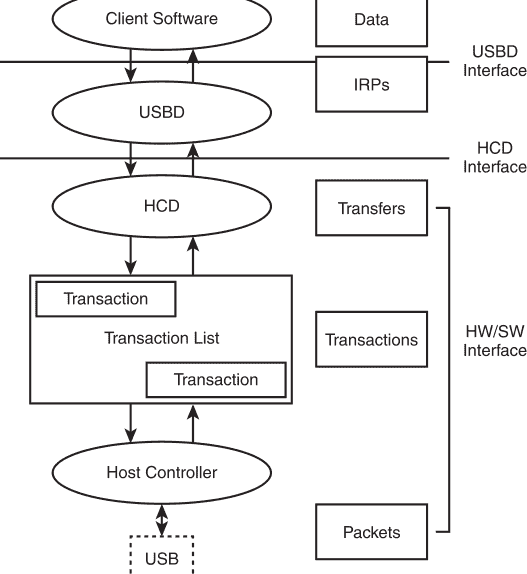 Client Software
Data
USBD
Interface
IRPs
USBD
HCD
Interface
HCD
Transfers
Transaction
Transaction List
Transactions
HW/SW
Interface
Transaction
Host Controller
Packets
USB